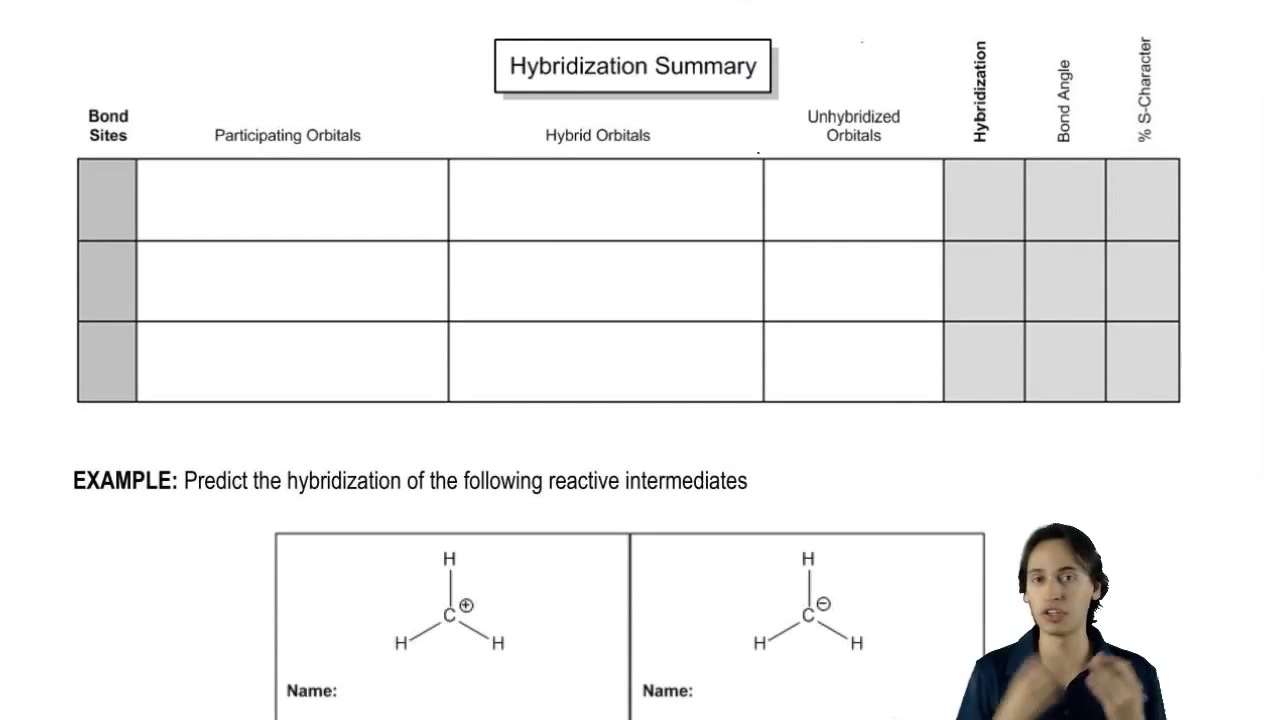 Hybridization Summary
Bond
Sites
Participating Orbitals
Hybrid Orbitals
Unhybridized
Orbitals
Hybridization
Bond Angle
% S-Character
EXAMPLE: Predict the hybridization of the following reactive intermediates
H
C ⊕
H H
Name:
H
C ⊖
H H
Name: